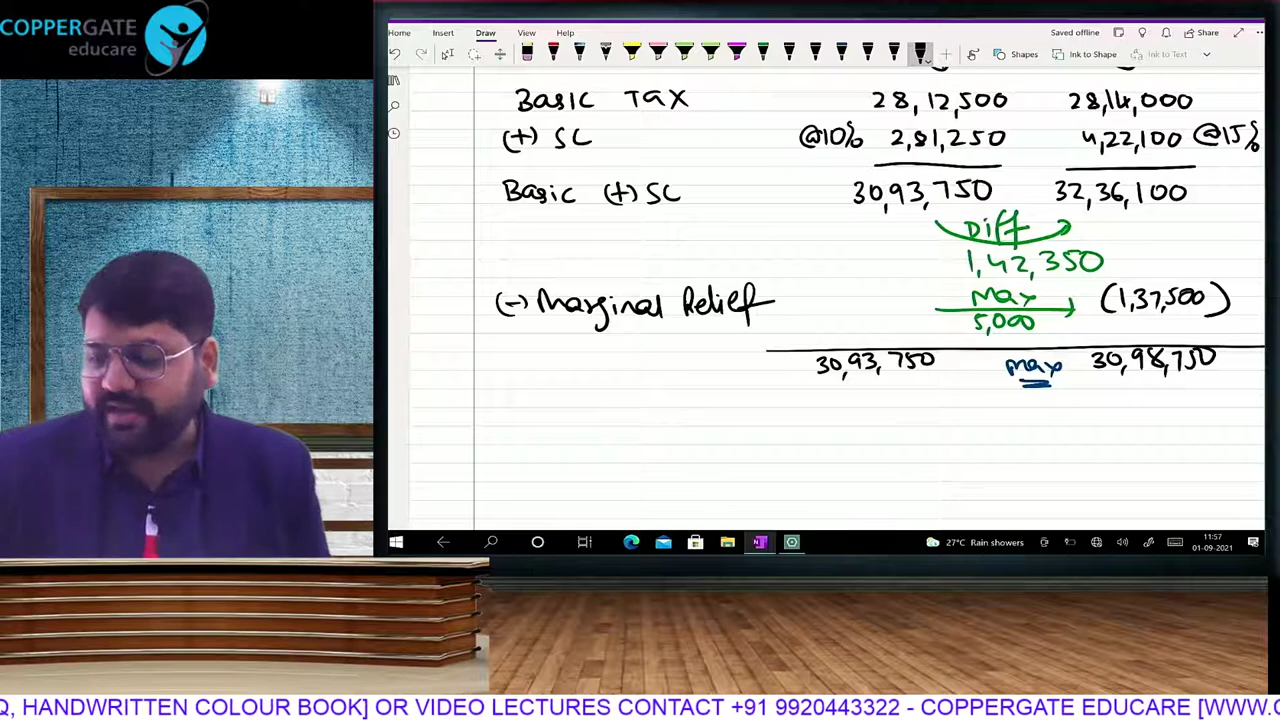 COPPERGATE
educare
Home Insert Draw View Help
Saved offline
Share
Shapes Ink to Shape Ink to Text
Basic Tax 28,12,500 28,14,000
(+) SC @10% 2,81,250 4,22,100 @15%
Basic (+) SC 30,93,750 32,36,100
Diff
1,42,350
(-) Marginal Relief Max (1,37,500)
5,000
30,93,750 max 30,98,750
27°C Rain showers
11:57
01-09-2021
Q, HANDWRITTEN COLOUR BOOK] OR VIDEO LECTURES CONTACT +91 9920443322 - COPPERGATE EDUCARE [WWW.C